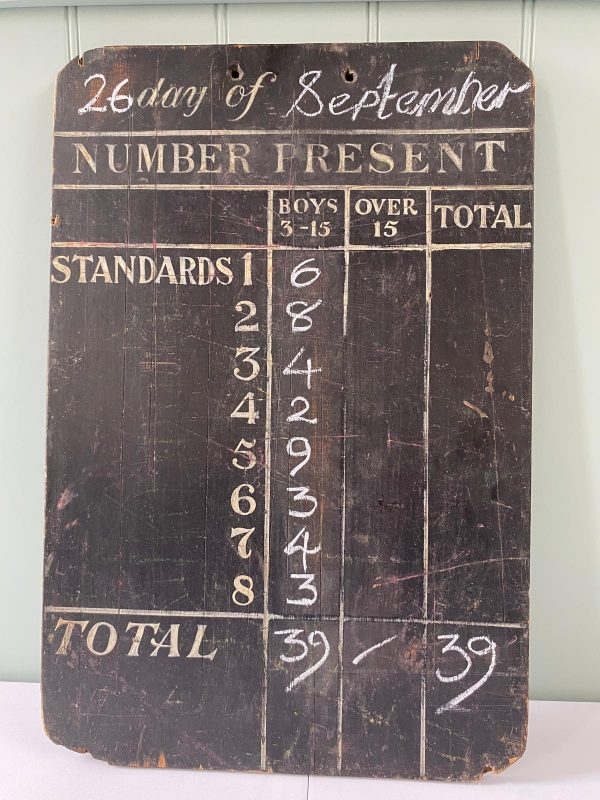 26 day of September
NUMBER PRESENT
BOYS 3-15 OVER 15 TOTAL
STANDARDS 1 6
2 8
3 4
4 2
5 9
6 3
7 4
8 3
TOTAL 39 - 39